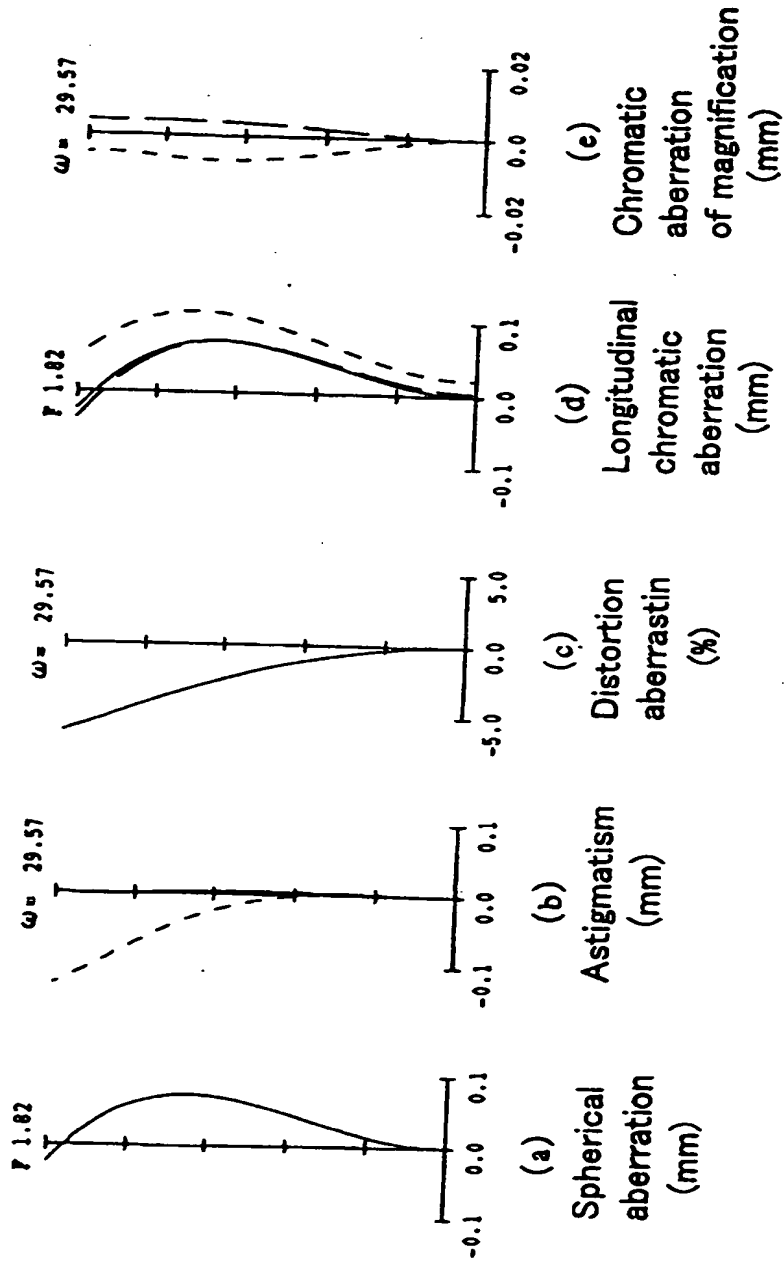 F 1.82
-0.1 0.0 0.1
(a)
Spherical
aberration
(mm)
ω= 29.57
-0.1 0.0 0.1
(b)
Astigmatism
(mm)
ω= 29.57
-5.0 0.0 5.0
(c)
Distortion
aberrastin
(%)
F 1.82
-0.1 0.0 0.1
(d)
Longitudinal
chromatic
aberration
(mm)
ω= 29.57
-0.02 0.0 0.02
(e)
Chromatic
aberration
of magnification
(mm)